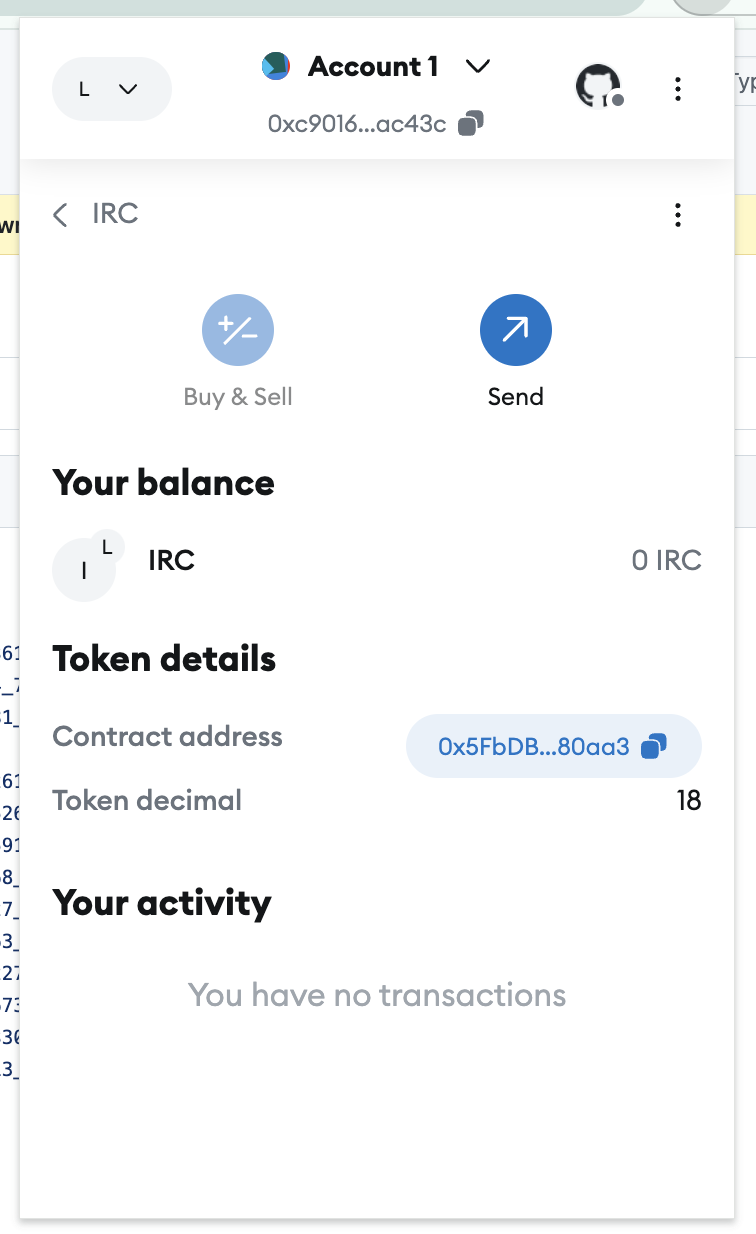 L
Account 1
0xc9016...ac43c
IRC
Buy & Sell
Send
Your balance
L
I
IRC
0 IRC
Token details
Contract address
0x5FbDB...80aa3
Token decimal
18
Your activity
You have no transactions